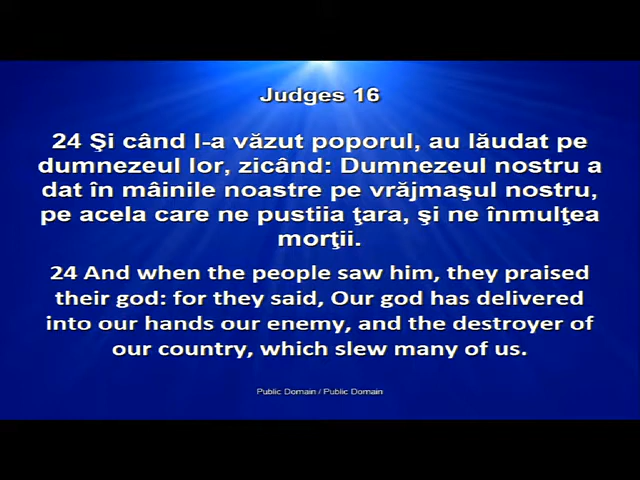 Judges 16
24 Şi când l-a văzut poporul, au lăudat pe
dumnezeul lor, zicând: Dumnezeul nostru a
dat în mâinile noastre pe vrăjmaşul nostru,
pe acela care ne pustiia ţara, şi ne înmulţea
morţii.
24 And when the people saw him, they praised
their god: for they said, Our god has delivered
into our hands our enemy, and the destroyer of
our country, which slew many of us.
Public Domain / Public Domain